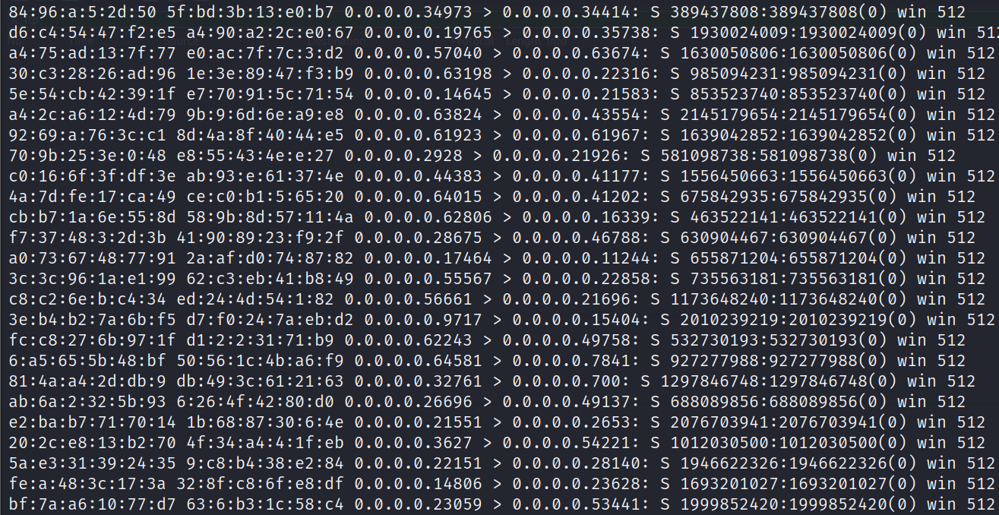 84:96:a:5:2d:50 5f:bd:3b:13:e0:b7 0.0.0.0.34973 > 0.0.0.0.34414: S 389437808:389437808(0) win 512
d6:c4:54:47:f2:e5 a4:90:a2:2c:e0:67 0.0.0.0.19765 > 0.0.0.0.35738: S 1930024009:1930024009(0) win 512
a4:75:ad:13:7f:77 e0:ac:7f:7c:3:d2 0.0.0.0.57040 > 0.0.0.0.63674: S 1630050806:1630050806(0) win 512
30:c3:28:26:ad:96 1e:3e:89:47:f3:b9 0.0.0.0.63198 > 0.0.0.0.22316: S 985094231:985094231(0) win 512
5e:54:cb:42:39:1f e7:70:91:5c:71:54 0.0.0.0.14645 > 0.0.0.0.21583: S 853523740:853523740(0) win 512
a4:2c:a6:12:4d:79 9b:9:6d:6e:a9:e8 0.0.0.0.63824 > 0.0.0.0.43554: S 2145179654:2145179654(0) win 512
92:69:a:76:3c:c1 8d:4a:8f:40:44:e5 0.0.0.0.61923 > 0.0.0.0.61967: S 1639042852:1639042852(0) win 512
70:9b:25:3e:0:48 e8:55:43:4e:e:27 0.0.0.0.2928 > 0.0.0.0.21926: S 581098738:581098738(0) win 512
c0:16:6f:3f:df:3e ab:93:e:61:37:4e 0.0.0.0.44383 > 0.0.0.0.41177: S 1556450663:1556450663(0) win 512
4a:7d:fe:17:ca:49 ce:c0:b1:5:65:20 0.0.0.0.64015 > 0.0.0.0.41202: S 675842935:675842935(0) win 512
cb:b7:1a:6e:55:8d 58:9b:8d:57:11:4a 0.0.0.0.62806 > 0.0.0.0.16339: S 463522141:463522141(0) win 512
f7:37:48:3:2d:3b 41:90:89:23:f9:2f 0.0.0.0.28675 > 0.0.0.0.46788: S 630904467:630904467(0) win 512
a0:73:67:48:77:91 2a:af:d0:74:87:82 0.0.0.0.17464 > 0.0.0.0.11244: S 655871204:655871204(0) win 512
3c:3c:96:1a:e1:99 62:c3:eb:41:b8:49 0.0.0.0.55567 > 0.0.0.0.22858: S 735563181:735563181(0) win 512
c8:c2:6e:b:c4:34 ed:24:4d:54:1:82 0.0.0.0.56661 > 0.0.0.0.21696: S 1173648240:1173648240(0) win 512
3e:b4:b2:7a:6b:f5 d7:f0:24:7a:eb:d2 0.0.0.0.9717 > 0.0.0.0.15404: S 2010239219:2010239219(0) win 512
fc:c8:27:6b:97:1f d1:2:2:31:71:b9 0.0.0.0.62243 > 0.0.0.0.49758: S 532730193:532730193(0) win 512
6:a5:65:5b:48:bf 50:56:1c:4b:a6:f9 0.0.0.0.64581 > 0.0.0.0.7841: S 927277988:927277988(0) win 512
81:4a:a4:2d:db:9 db:49:3c:61:21:63 0.0.0.0.32761 > 0.0.0.0.700: S 1297846748:1297846748(0) win 512
ab:6a:2:32:5b:93 6:26:4f:42:80:d0 0.0.0.0.26696 > 0.0.0.0.49137: S 688089856:688089856(0) win 512
e2:ba:b7:71:70:14 1b:68:87:30:6:4e 0.0.0.0.21551 > 0.0.0.0.2653: S 2076703941:2076703941(0) win 512
20:2c:e8:13:b2:70 4f:34:a4:4:1f:eb 0.0.0.0.3627 > 0.0.0.0.54221: S 1012030500:1012030500(0) win 512
5a:e3:31:39:24:35 9:c8:b4:38:e2:84 0.0.0.0.22151 > 0.0.0.0.28140: S 1946622326:1946622326(0) win 512
fe:a:48:3c:17:3a 32:8f:c8:6f:e8:df 0.0.0.0.14806 > 0.0.0.0.23628: S 1693201027:1693201027(0) win 512
bf:7a:a6:10:77:d7 63:6:b3:1c:58:c4 0.0.0.0.23059 > 0.0.0.0.53441: S 1999852420:1999852420(0) win 512